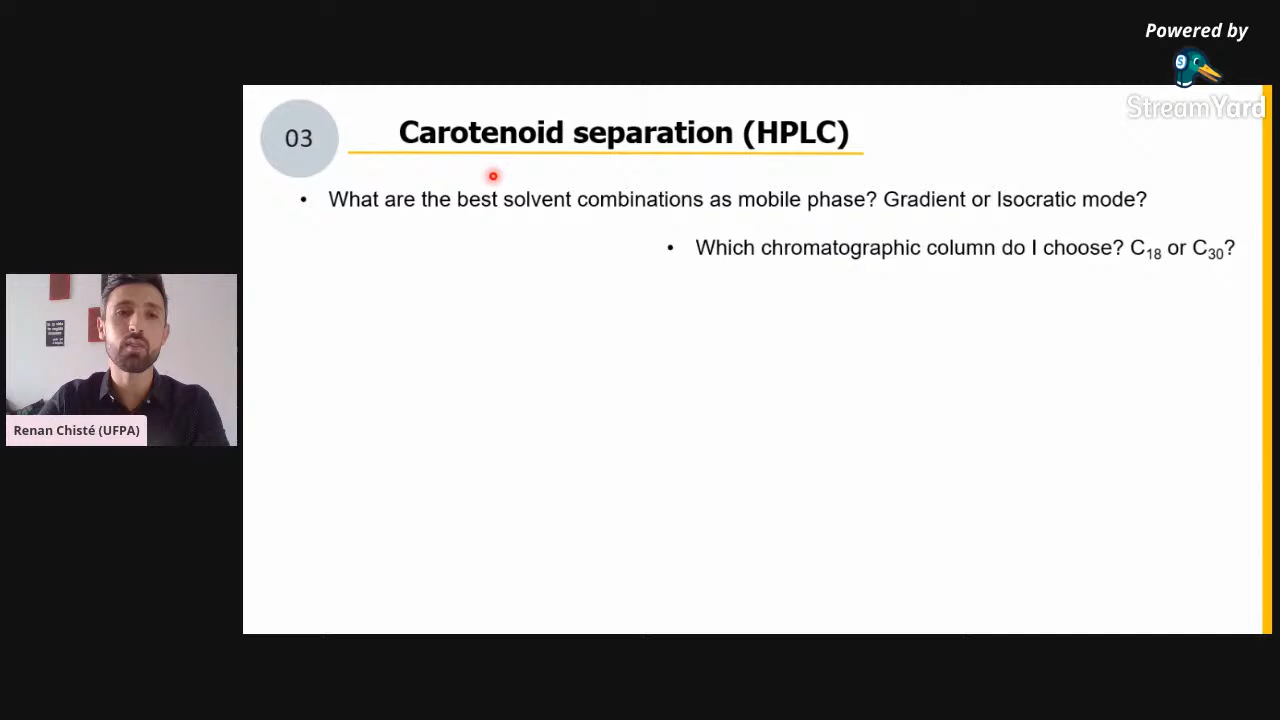 Powered by
StreamYard
03
Carotenoid separation (HPLC)
• What are the best solvent combinations as mobile phase? Gradient or Isocratic mode?
• Which chromatographic column do I choose? C₁₈ or C₃₀?
Renan Chisté (UFPA)